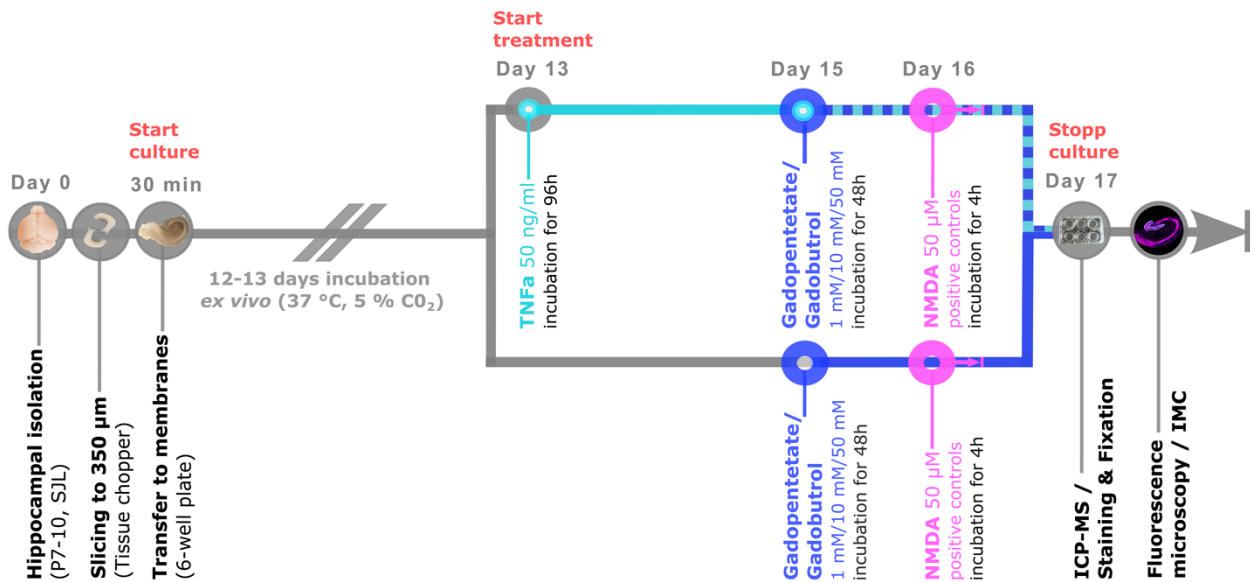 Start
treatment
Day 13
Day 15
Day 16
Start
culture
Day 0
30 min
Stopp
culture
Day 17
12-13 days incubation
ex vivo (37 °C, 5 % C0₂)
TNFa 50 ng/ml
incubation for 96h
Gadopentetate/
Gadobutrol
1 mM/10 mM/50 mM
incubation for 48h
NMDA 50 µM
positive controls
incubation for 4h
Hippocampal isolation
(P7-10, SJL)
Slicing to 350 µm
(Tissue chopper)
Transfer to membranes
(6-well plate)
Gadopentetate/
Gadobutrol
1 mM/10 mM/50 mM
incubation for 48h
NMDA 50 µM
positive controls
incubation for 4h
ICP-MS /
Staining & Fixation
Fluorescence
microscopy / IMC